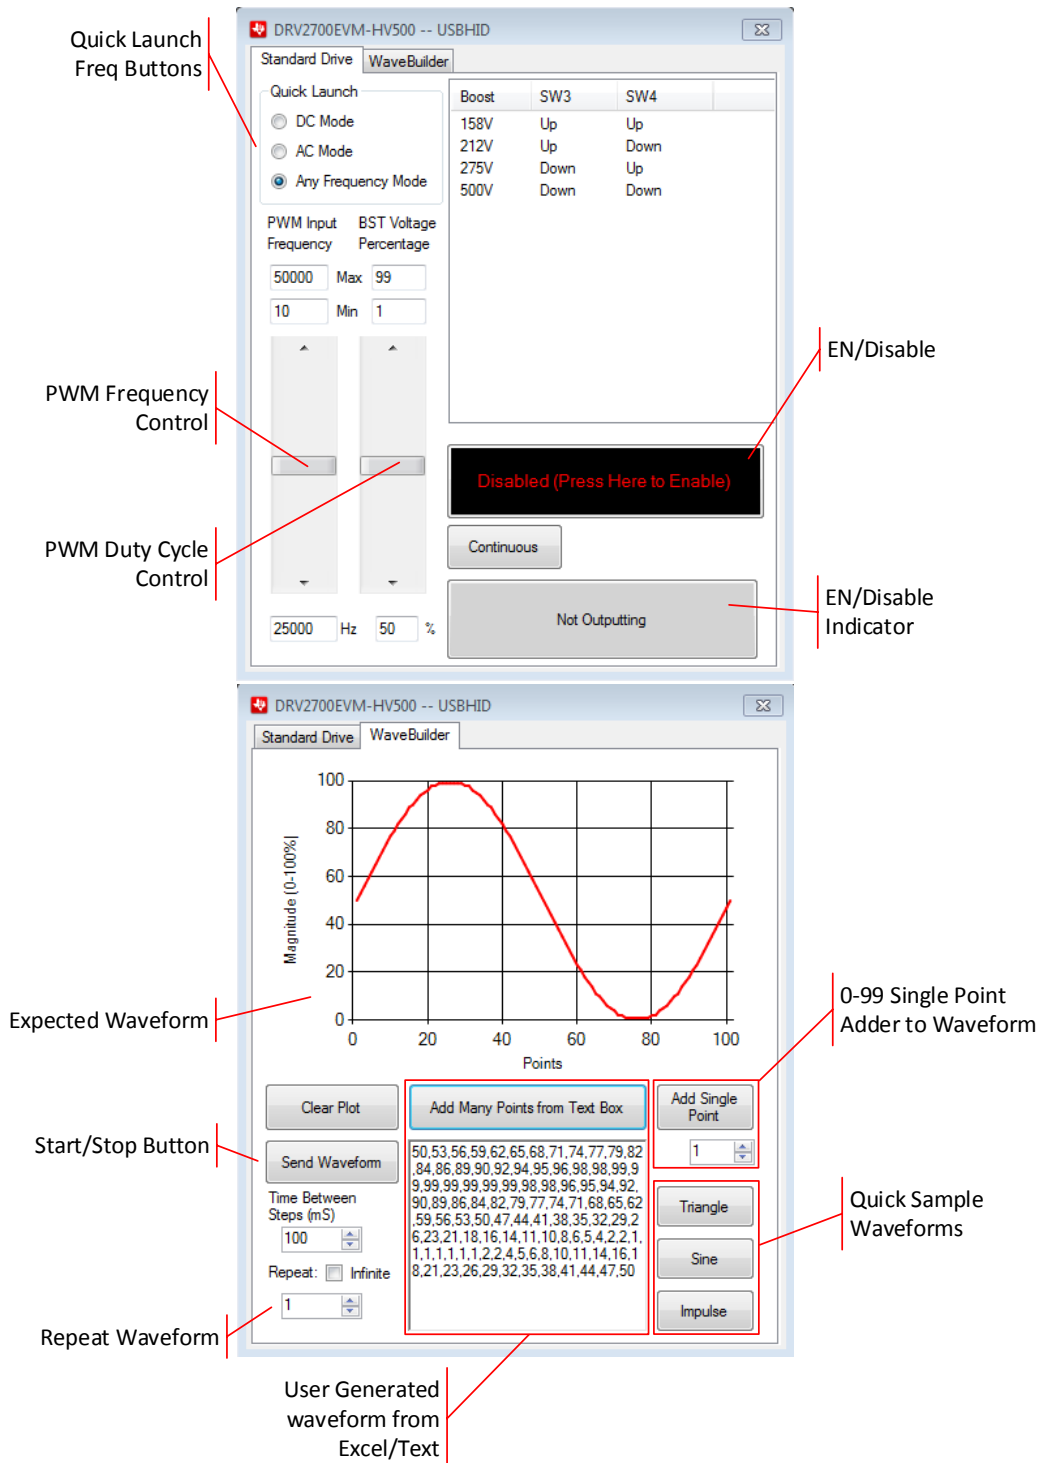 Quick Launch
Freq Buttons
DRV2700EVM-HV500 -- USBHID
Standard Drive
WaveBuilder
Quick Launch
DC Mode
AC Mode
Any Frequency Mode
Boost SW3 SW4
158V Up Up
212V Up Down
275V Down Up
500V Down Down
PWM Input
Frequency
BST Voltage
Percentage
50000 Max 99
10 Min 1
EN/Disable
PWM Frequency
Control
Disabled (Press Here to Enable)
PWM Duty Cycle
Control
Continuous
EN/Disable
Indicator
Not Outputting
25000 Hz 50 %
DRV2700EVM-HV500 -- USBHID
Standard Drive
WaveBuilder
100
80
60
40
20
0
Magnitude (0-100%]
0 20 40 60 80 100
Points
Expected Waveform
0-99 Single Point
Adder to Waveform
Clear Plot
Add Many Points from Text Box
Add Single
Point
1
Start/Stop Button
Send Waveform
50,53,56,59,62,65,68,71,74,77,79,82
,84,86,89,90,92,94,95,96,98,98,99,9
9,99,99,99,99,99,98,98,96,95,94,92,
90,89,86,84,82,79,77,74,71,68,65,62
,59,56,53,50,47,44,41,38,35,32,29,2
6,23,21,18,16,14,11,10,8,6,5,4,2,2,1,
1,1,1,1,1,1,2,2,4,5,6,8,10,11,14,16,1
8,21,23,26,29,32,35,38,41,44,47,50
Time Between
Steps (mS)
100
Repeat: Infinite
1
Triangle
Sine
Impulse
Quick Sample
Waveforms
Repeat Waveform
User Generated
waveform from
Excel/Text